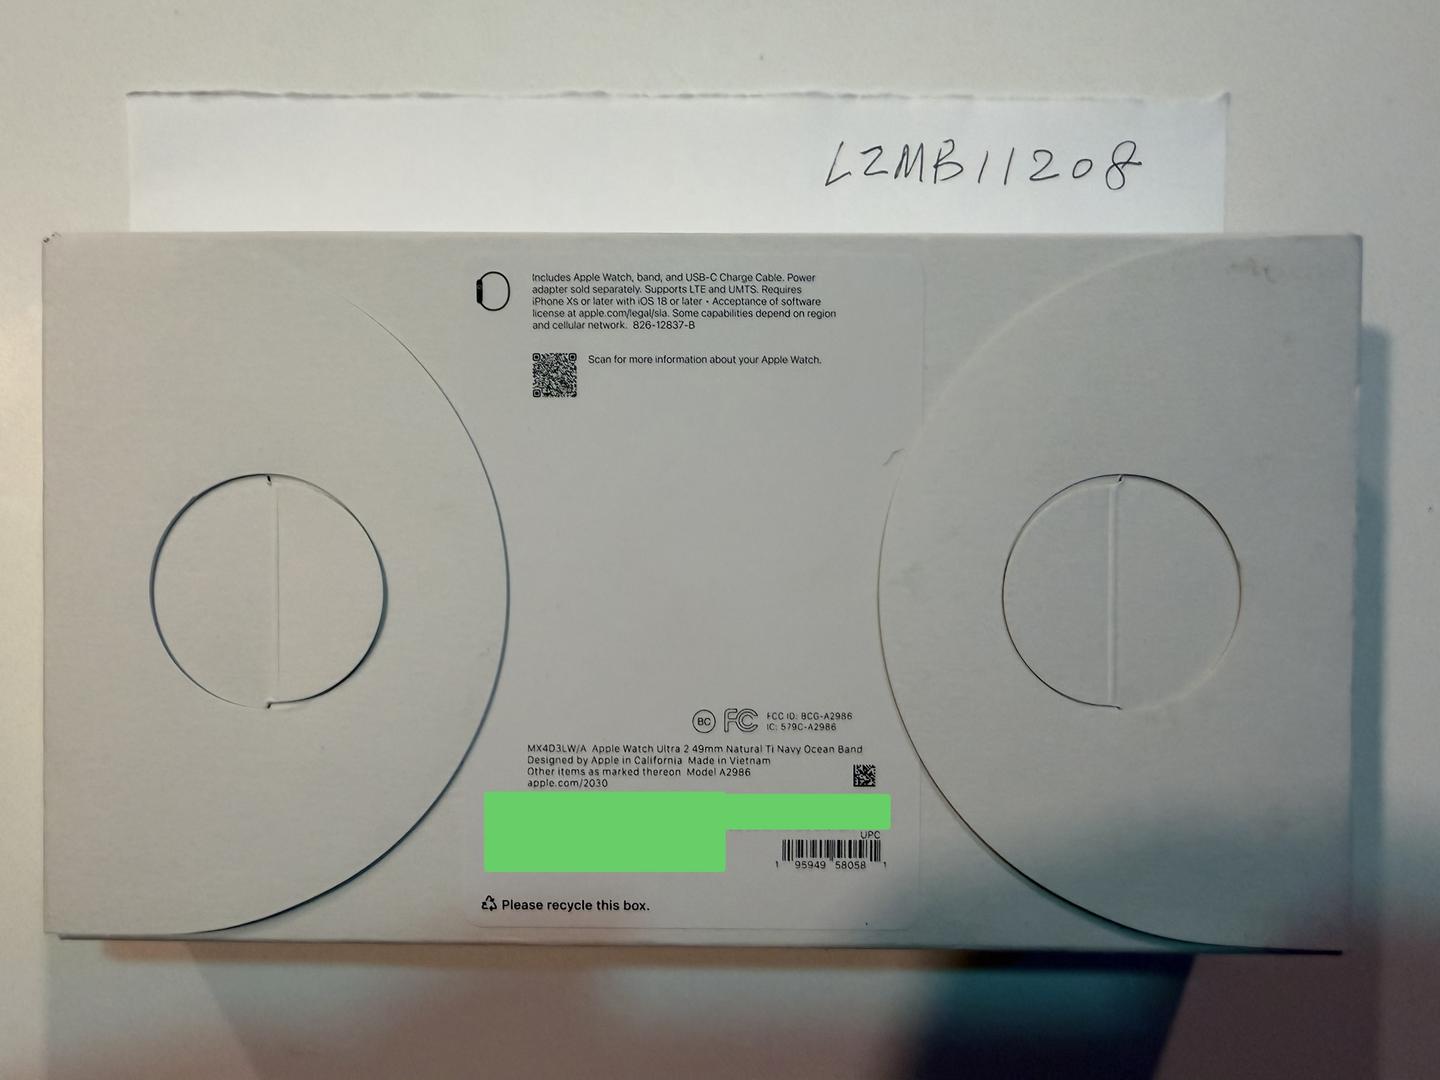 LZMB11208
Includes Apple Watch, band, and USB-C Charge Cable. Power
adapter sold separately. Supports LTE and UMTS. Requires
iPhone Xs or later with iOS 18 or later • Acceptance of software
license at apple.com/legal/sla. Some capabilities depend on region
and cellular network. 826-12837-B
Scan for more information about your Apple Watch.
BC FC FCC ID: BCG-A2986
IC: 579C-A2986
MX4D3LW/A Apple Watch Ultra 2 49mm Natural Ti Navy Ocean Band
Designed by Apple in California Made in Vietnam
Other items as marked thereon Model A2986
apple.com/2030
UPC
1 95949 58058 1
Please recycle this box.